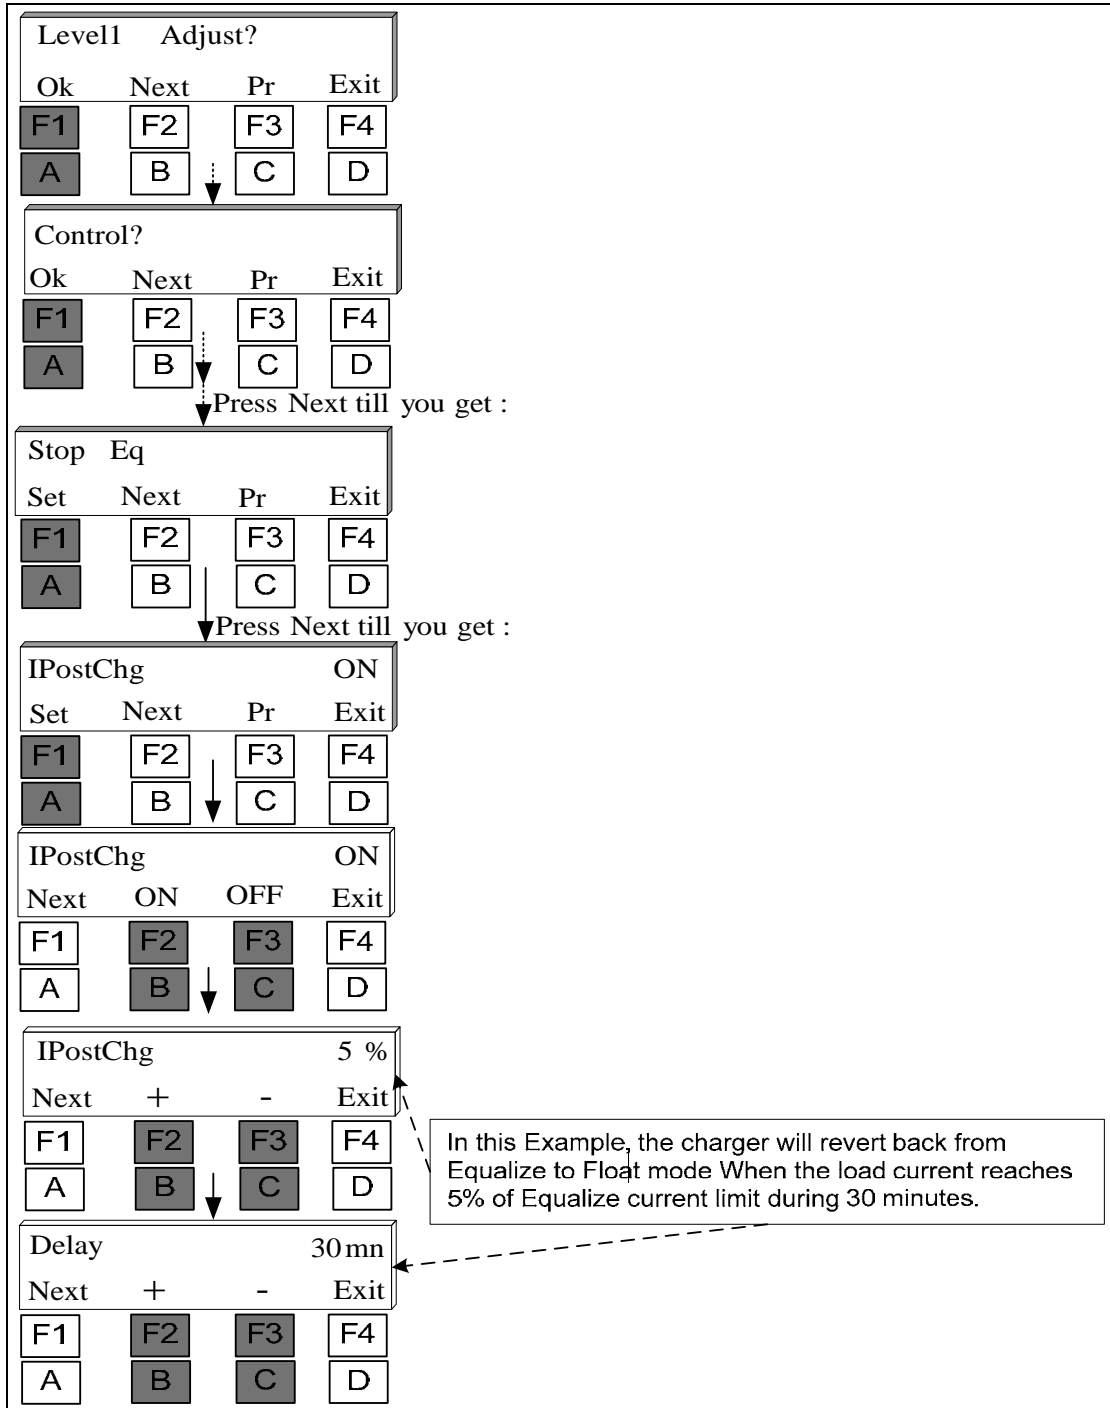 Level1 Adjust?
Ok Next Pr Exit
F1 F2 F3 F4
A B C D
Control?
Ok Next Pr Exit
F1 F2 F3 F4
A B C D
Press Next till you get :
Stop Eq
Set Next Pr Exit
F1 F2 F3 F4
A B C D
Press Next till you get :
IPostChg ON
Set Next Pr Exit
F1 F2 F3 F4
A B C D
IPostChg ON
Next ON OFF Exit
F1 F2 F3 F4
A B C D
IPostChg 5 %
Next + - Exit
F1 F2 F3 F4
A B C D
In this Example, the charger will revert back from
Equalize to Float mode When the load current reaches
5% of Equalize current limit during 30 minutes.
Delay 30 mn
Next + - Exit
F1 F2 F3 F4
A B C D